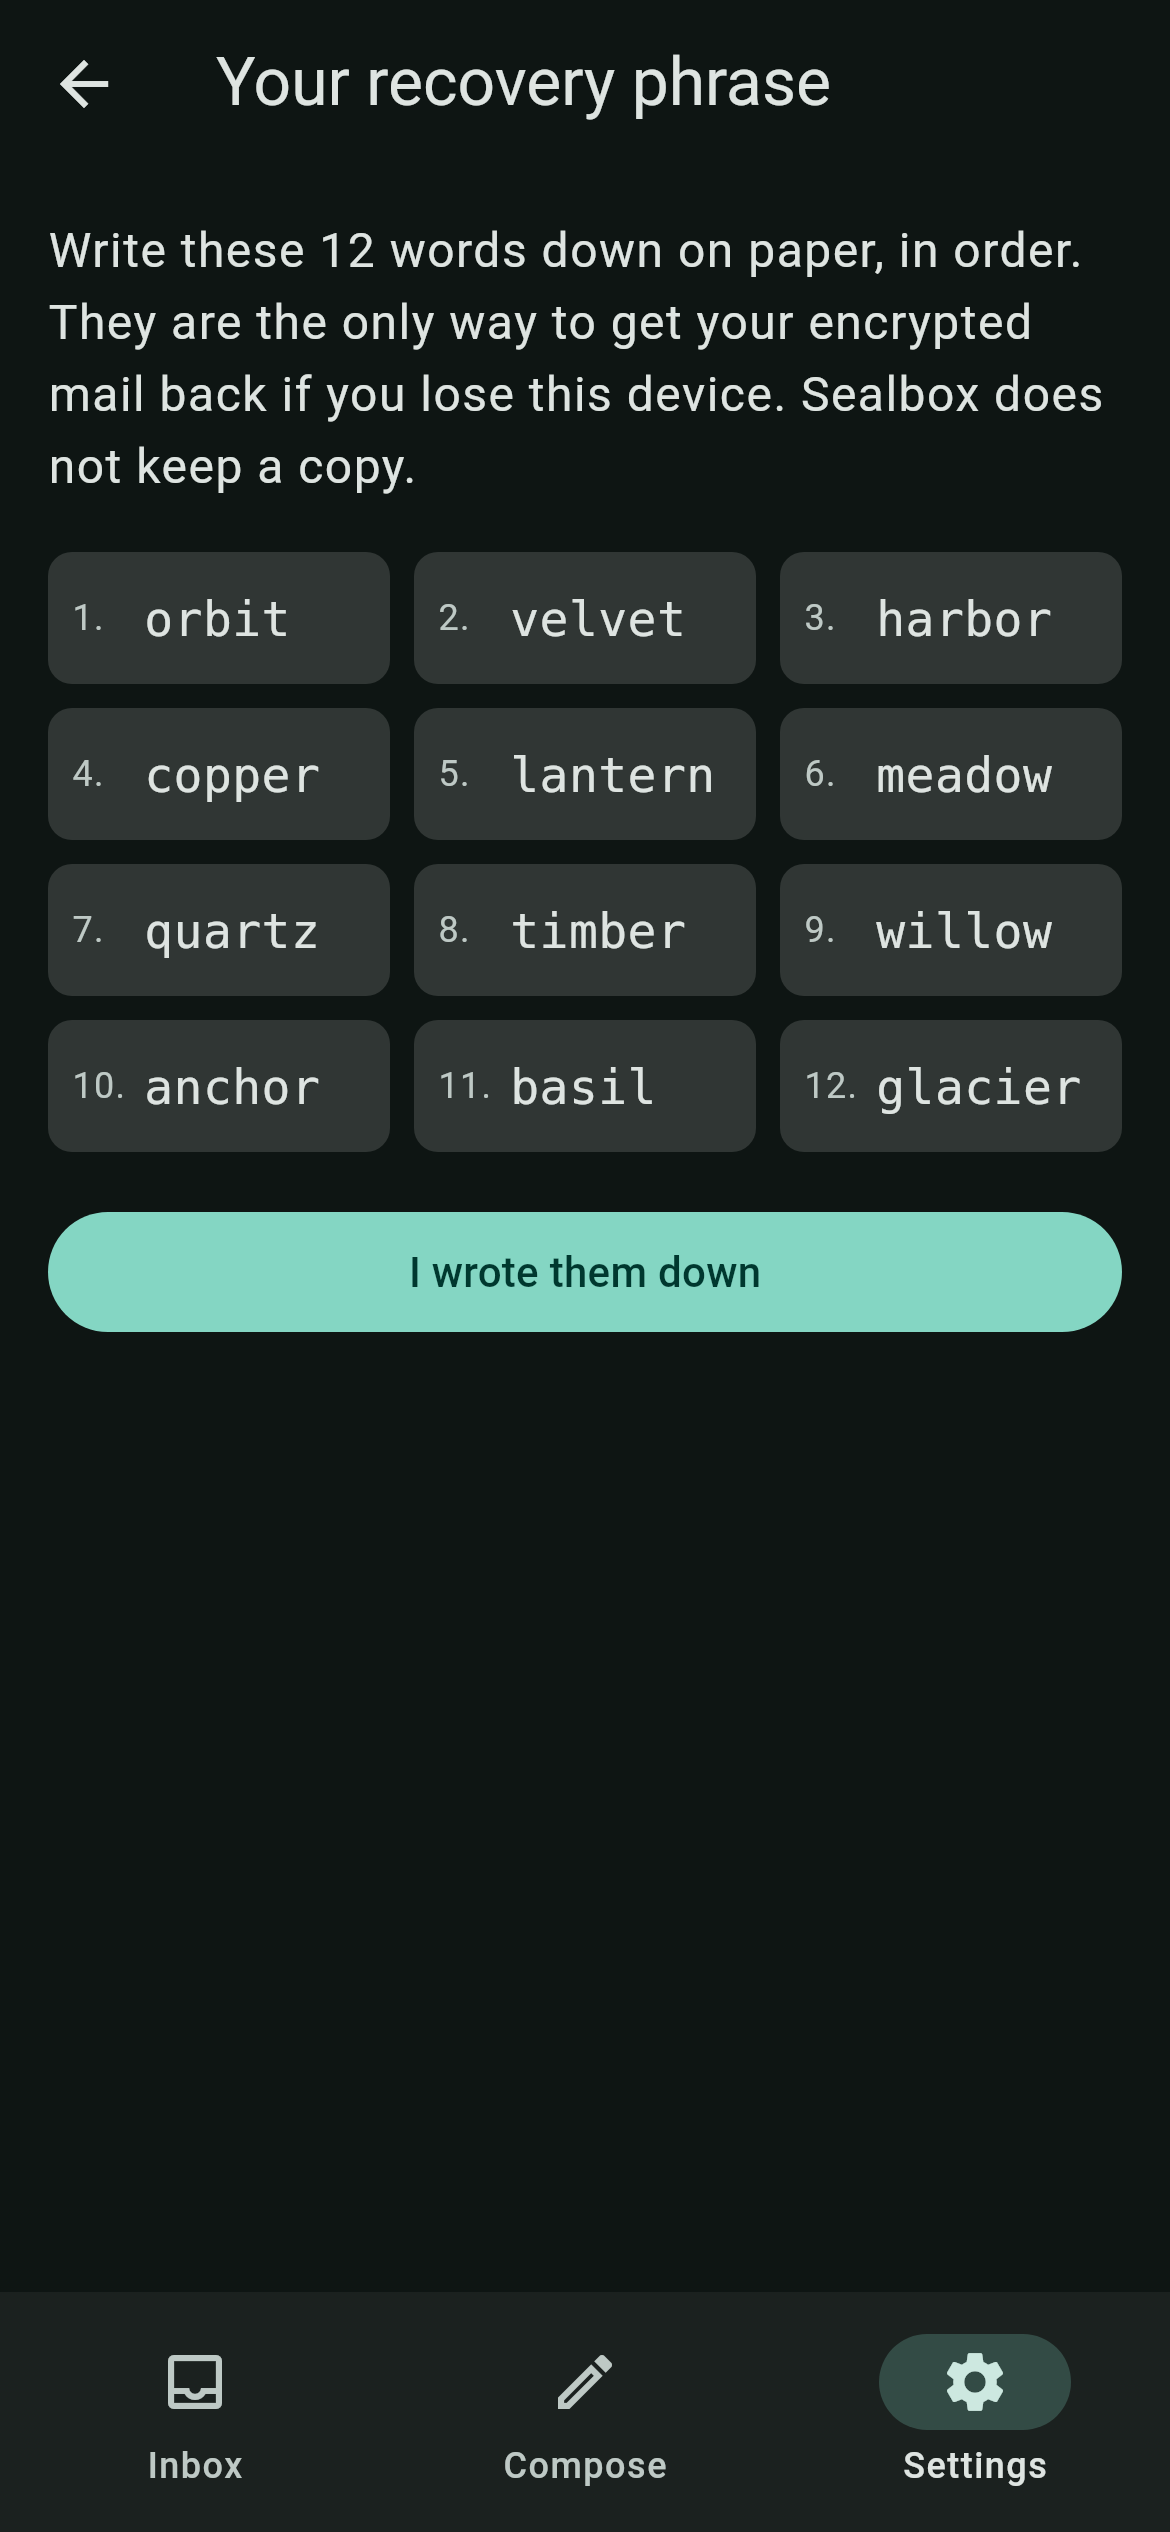 Your recovery phrase
Write these 12 words down on paper, in order.
They are the only way to get your encrypted
mail back if you lose this device. Sealbox does
not keep a copy.
1. orbit 2. velvet 3. harbor
4. copper 5. lantern 6. meadow
7. quartz 8. timber 9. willow
10. anchor 11. basil 12. glacier
I wrote them down
Inbox Compose Settings